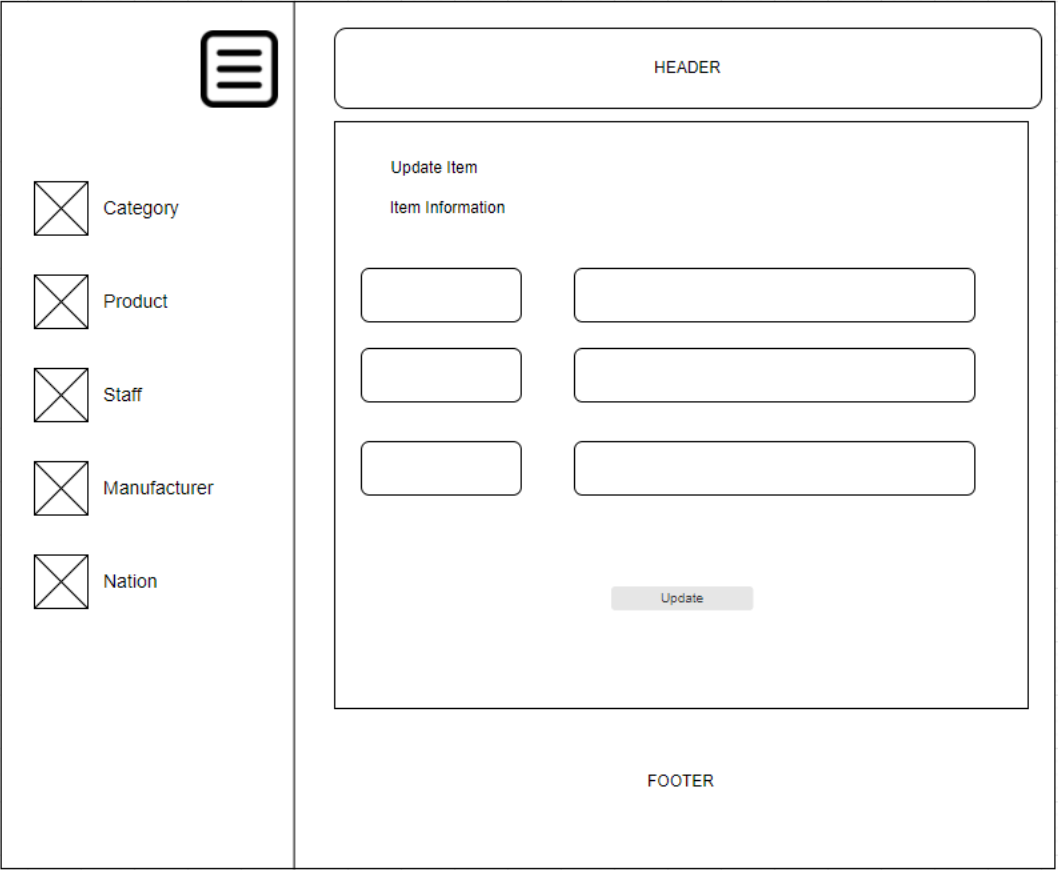 HEADER
Update Item
Item Information
Category
Product
Staff
Manufacturer
Nation
Update
FOOTER